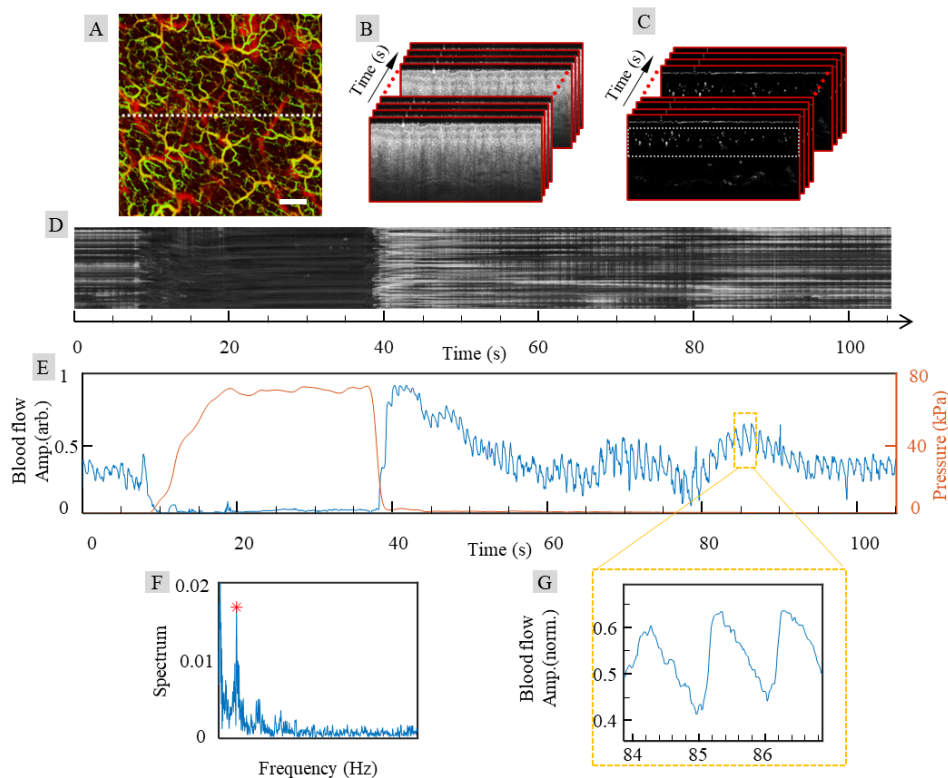 A
B
Time (s)
C
Time (s)
D
0 20 40 60 80 100
Time (s)
E
Blood flow
Amp.(arb.)
1
0.5
0
80
40
0
Pressure (kPa)
0 20 40 60 80 100
Time (s)
F
Spectrum
0.02
0.01
0
Frequency (Hz)
G
Blood flow
Amp.(norm.)
0.6
0.5
0.4
84 85 86